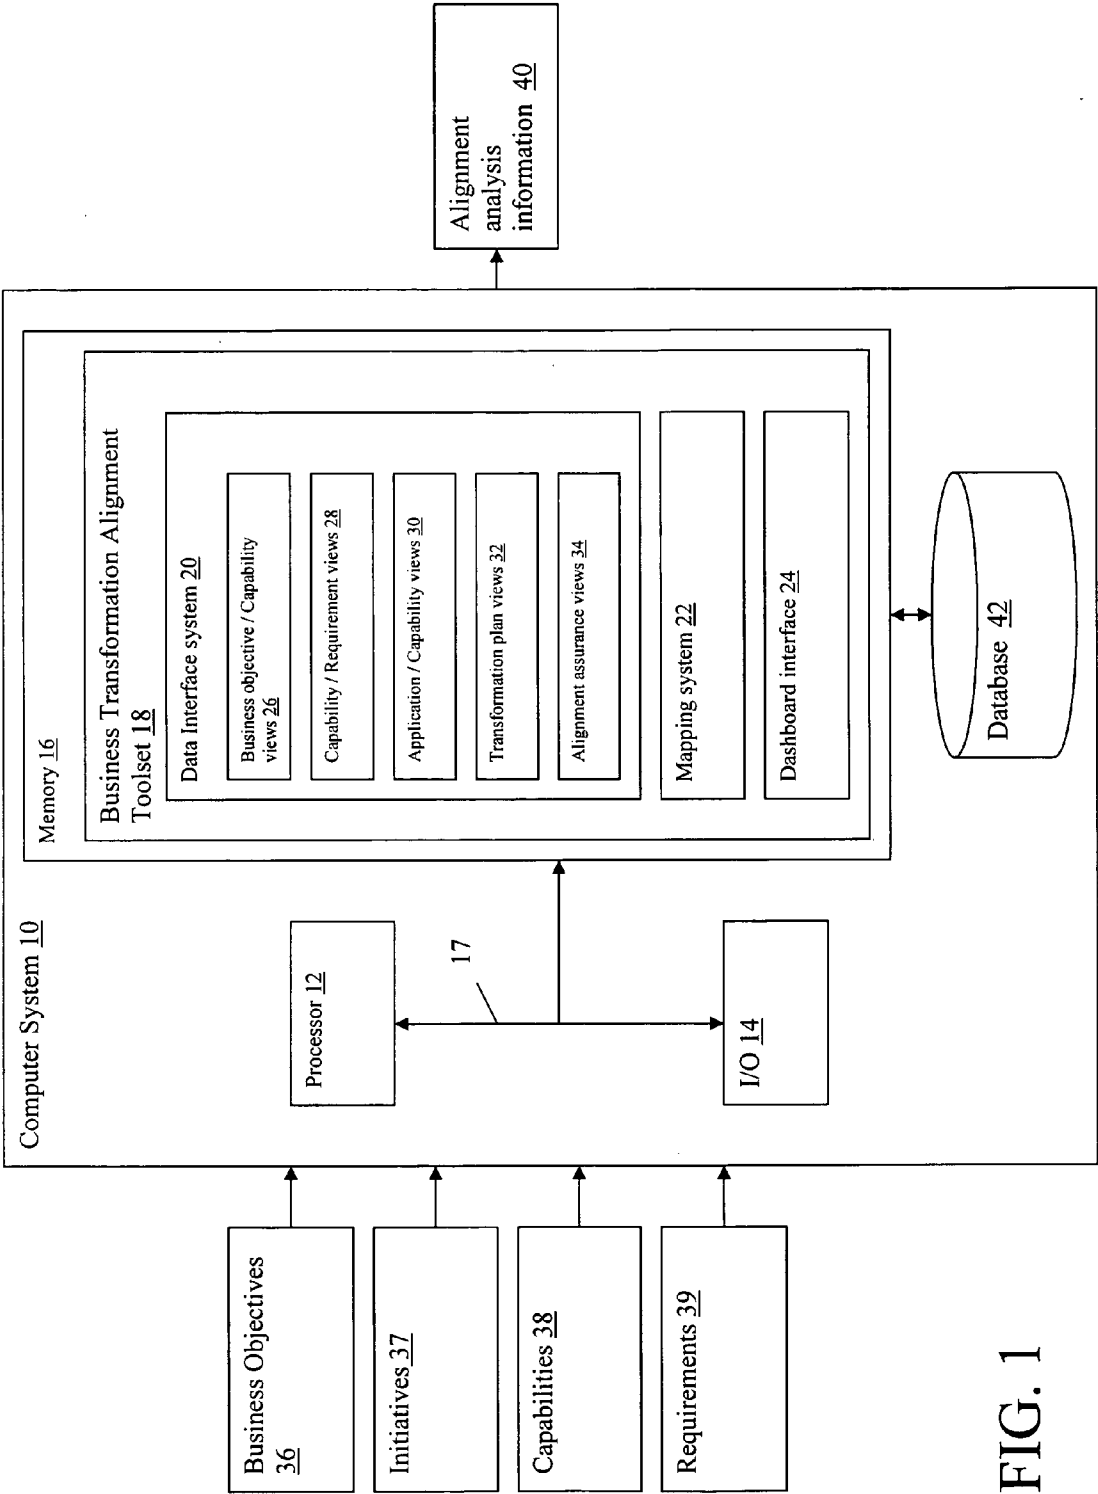 Computer System 10
Memory 16
Business Transformation Alignment
Toolset 18
Data Interface system 20
Business objective / Capability
views 26
Capability / Requirement views 28
Application / Capability views 30
Transformation plan views 32
Alignment assurance views 34
Mapping system 22
Dashboard interface 24
Processor 12
17
I/O 14
Database 42
Business Objectives
36
Initiatives 37
Capabilities 38
Requirements 39
Alignment
analysis
information 40
FIG. 1